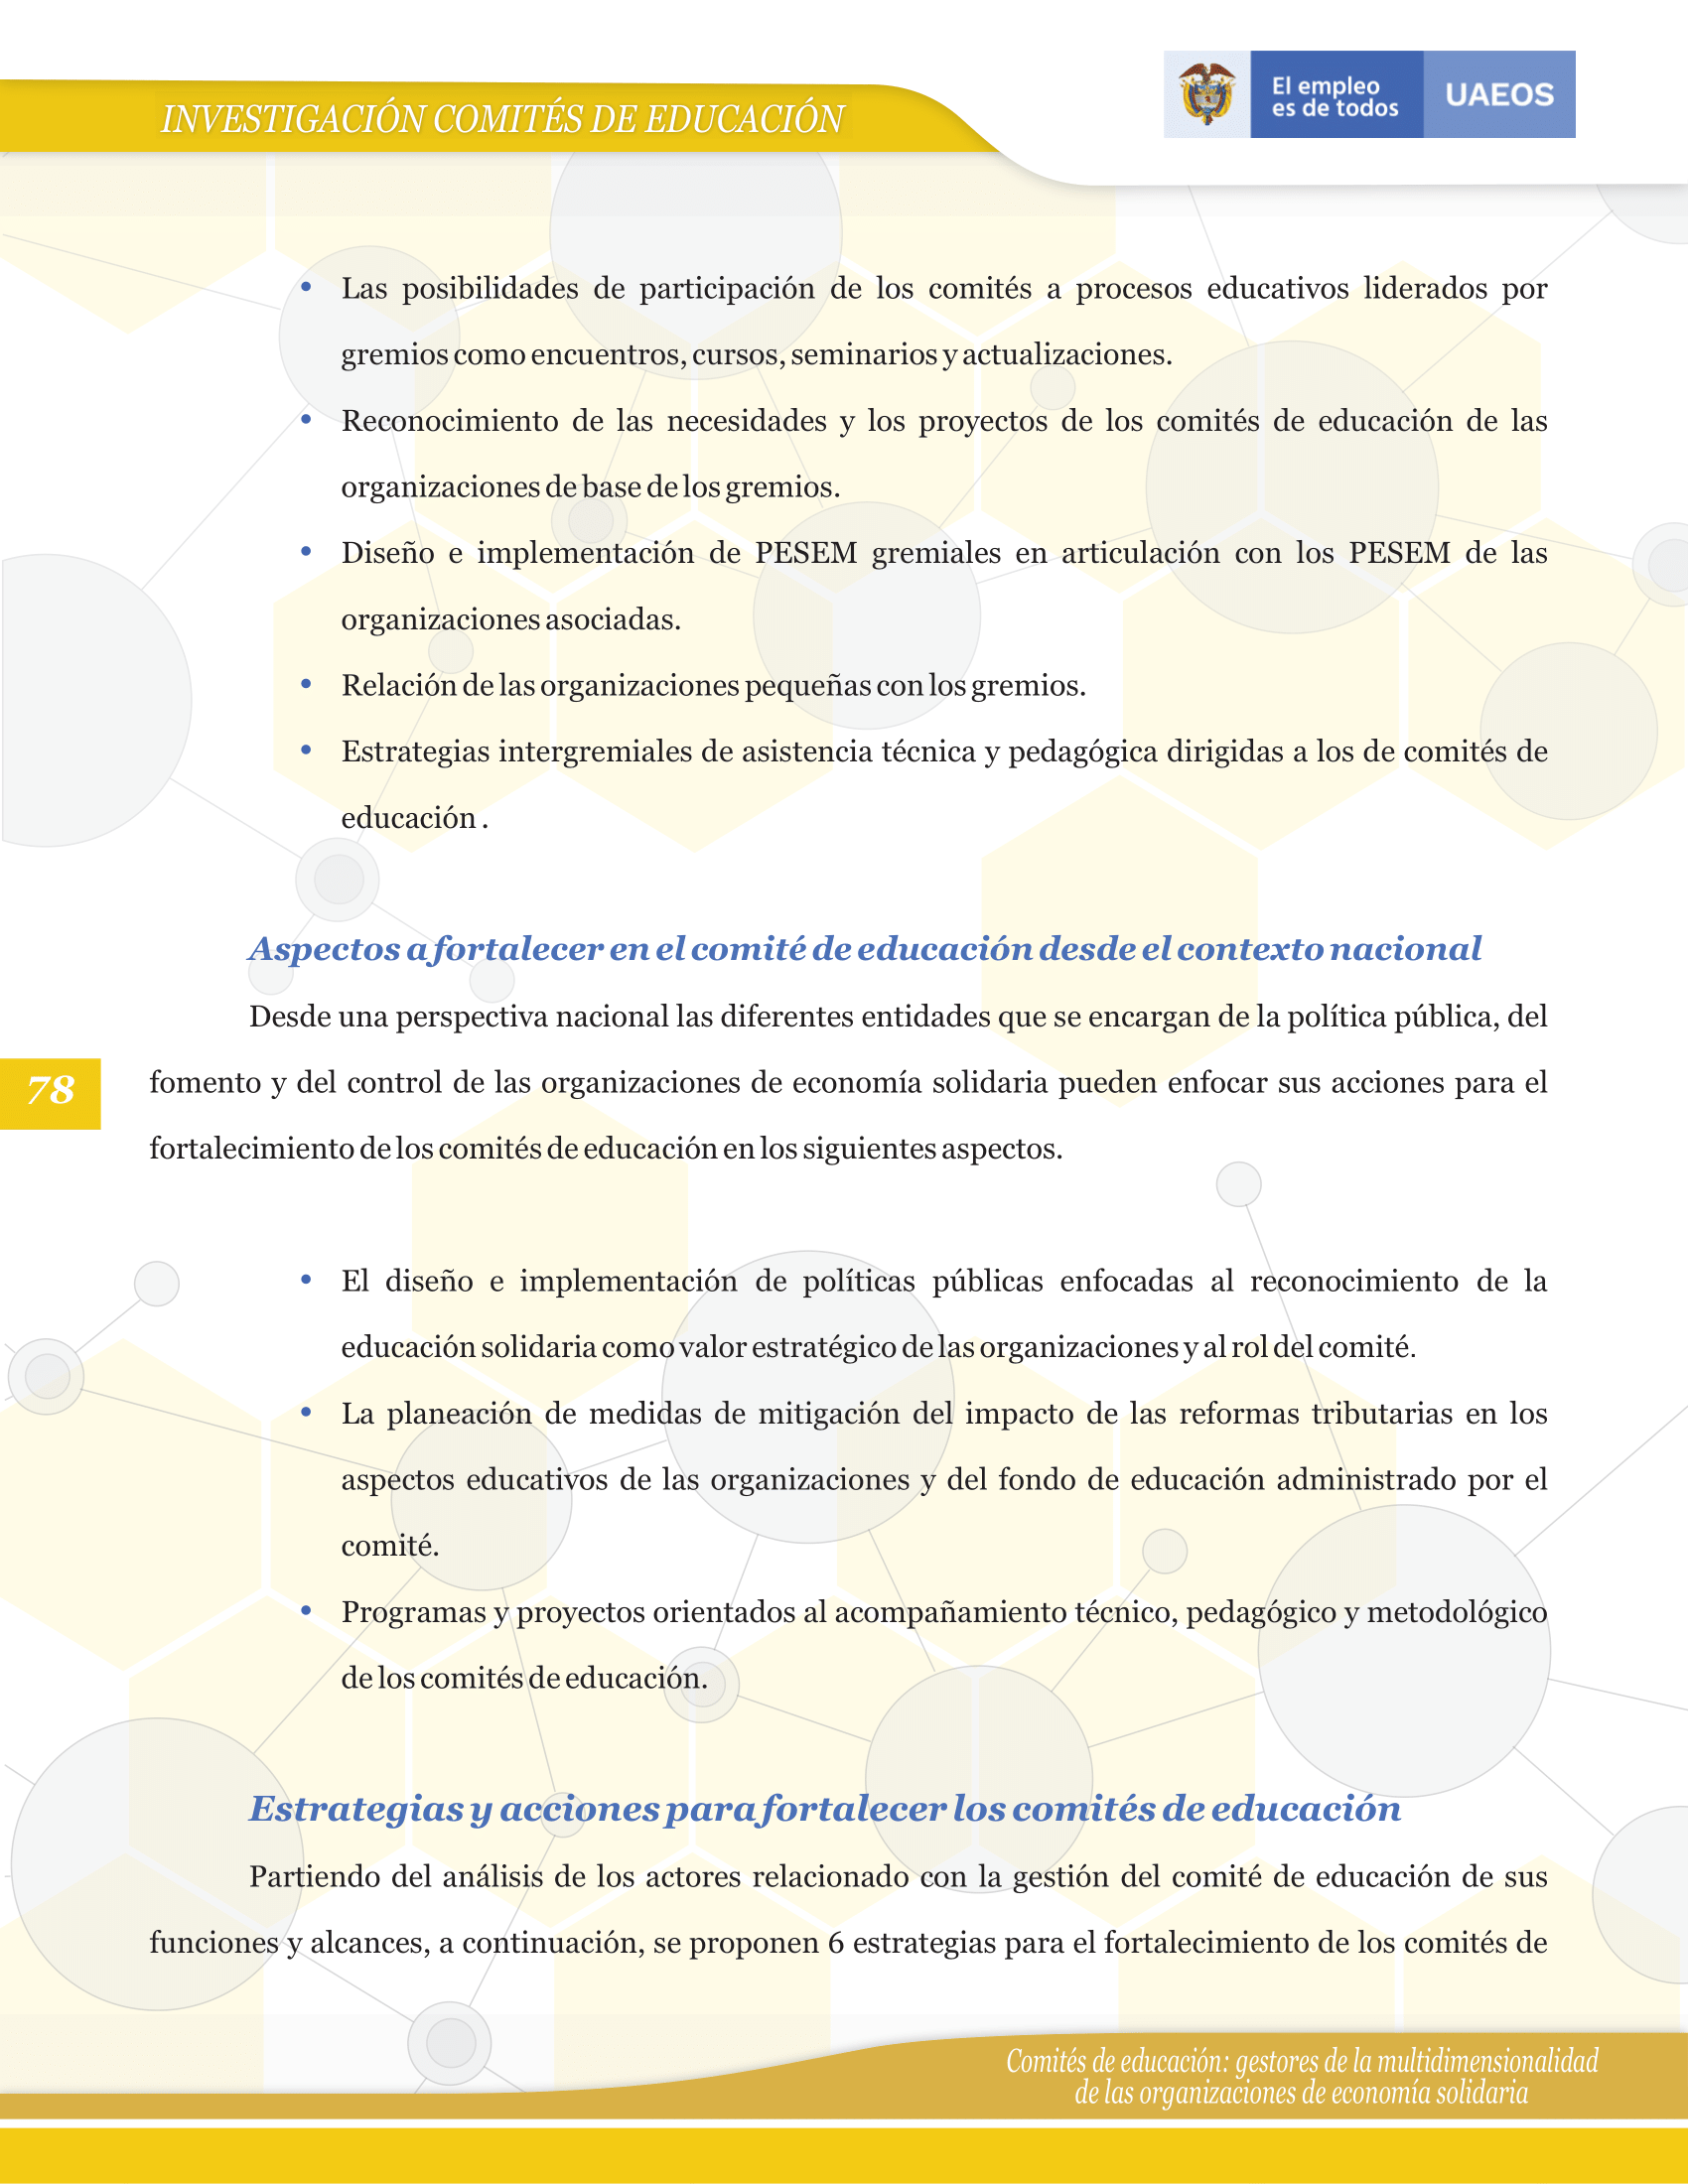 INVESTIGACIÓN COMITÉS DE EDUCACIÓN
El empleo
es de todos
UAEOS
• Las posibilidades de participación de los comités a procesos educativos liderados por
gremios como encuentros, cursos, seminarios y actualizaciones.
• Reconocimiento de las necesidades y los proyectos de los comités de educación de las
organizaciones de base de los gremios.
• Diseño e implementación de PESEM gremiales en articulación con los PESEM de las
organizaciones asociadas.
• Relación de las organizaciones pequeñas con los gremios.
• Estrategias intergremiales de asistencia técnica y pedagógica dirigidas a los de comités de
educación .
Aspectos a fortalecer en el comité de educación desde el contexto nacional
Desde una perspectiva nacional las diferentes entidades que se encargan de la política pública, del
fomento y del control de las organizaciones de economía solidaria pueden enfocar sus acciones para el
fortalecimiento de los comités de educación en los siguientes aspectos.
78
• El diseño e implementación de políticas públicas enfocadas al reconocimiento de la
educación solidaria como valor estratégico de las organizaciones y al rol del comité.
• La planeación de medidas de mitigación del impacto de las reformas tributarias en los
aspectos educativos de las organizaciones y del fondo de educación administrado por el
comité.
• Programas y proyectos orientados al acompañamiento técnico, pedagógico y metodológico
de los comités de educación.
Estrategias y acciones para fortalecer los comités de educación
Partiendo del análisis de los actores relacionado con la gestión del comité de educación de sus
funciones y alcances, a continuación, se proponen 6 estrategias para el fortalecimiento de los comités de
Comités de educación: gestores de la multidimensionalidad
de las organizaciones de economía solidaria